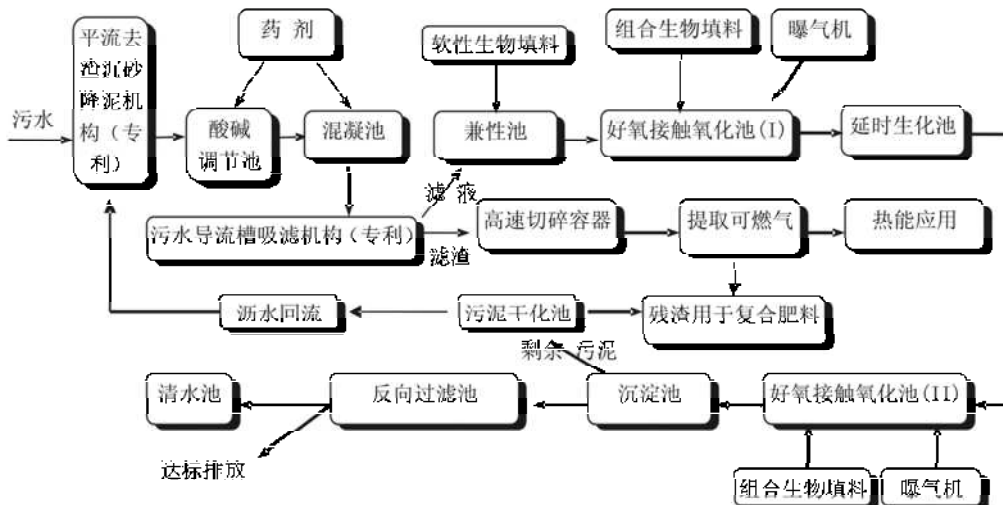 平流去
渣沉砂
降泥机
构（专
利）
药 剂
软性生物填料
组合生物填料
曝气机
污水
酸碱
调节池
混凝池
兼性池
好氧接触氧化池(I)
延时生化池
滤 液
污水导流槽吸滤机构（专利）
滤渣
高速切碎容器
提取可燃气
热能应用
沥水回流
污泥干化池
残渣用于复合肥料
剩余 污泥
清水池
反向过滤池
沉淀池
好氧接触氧化池(II)
达标排放
组合生物填料
曝气机